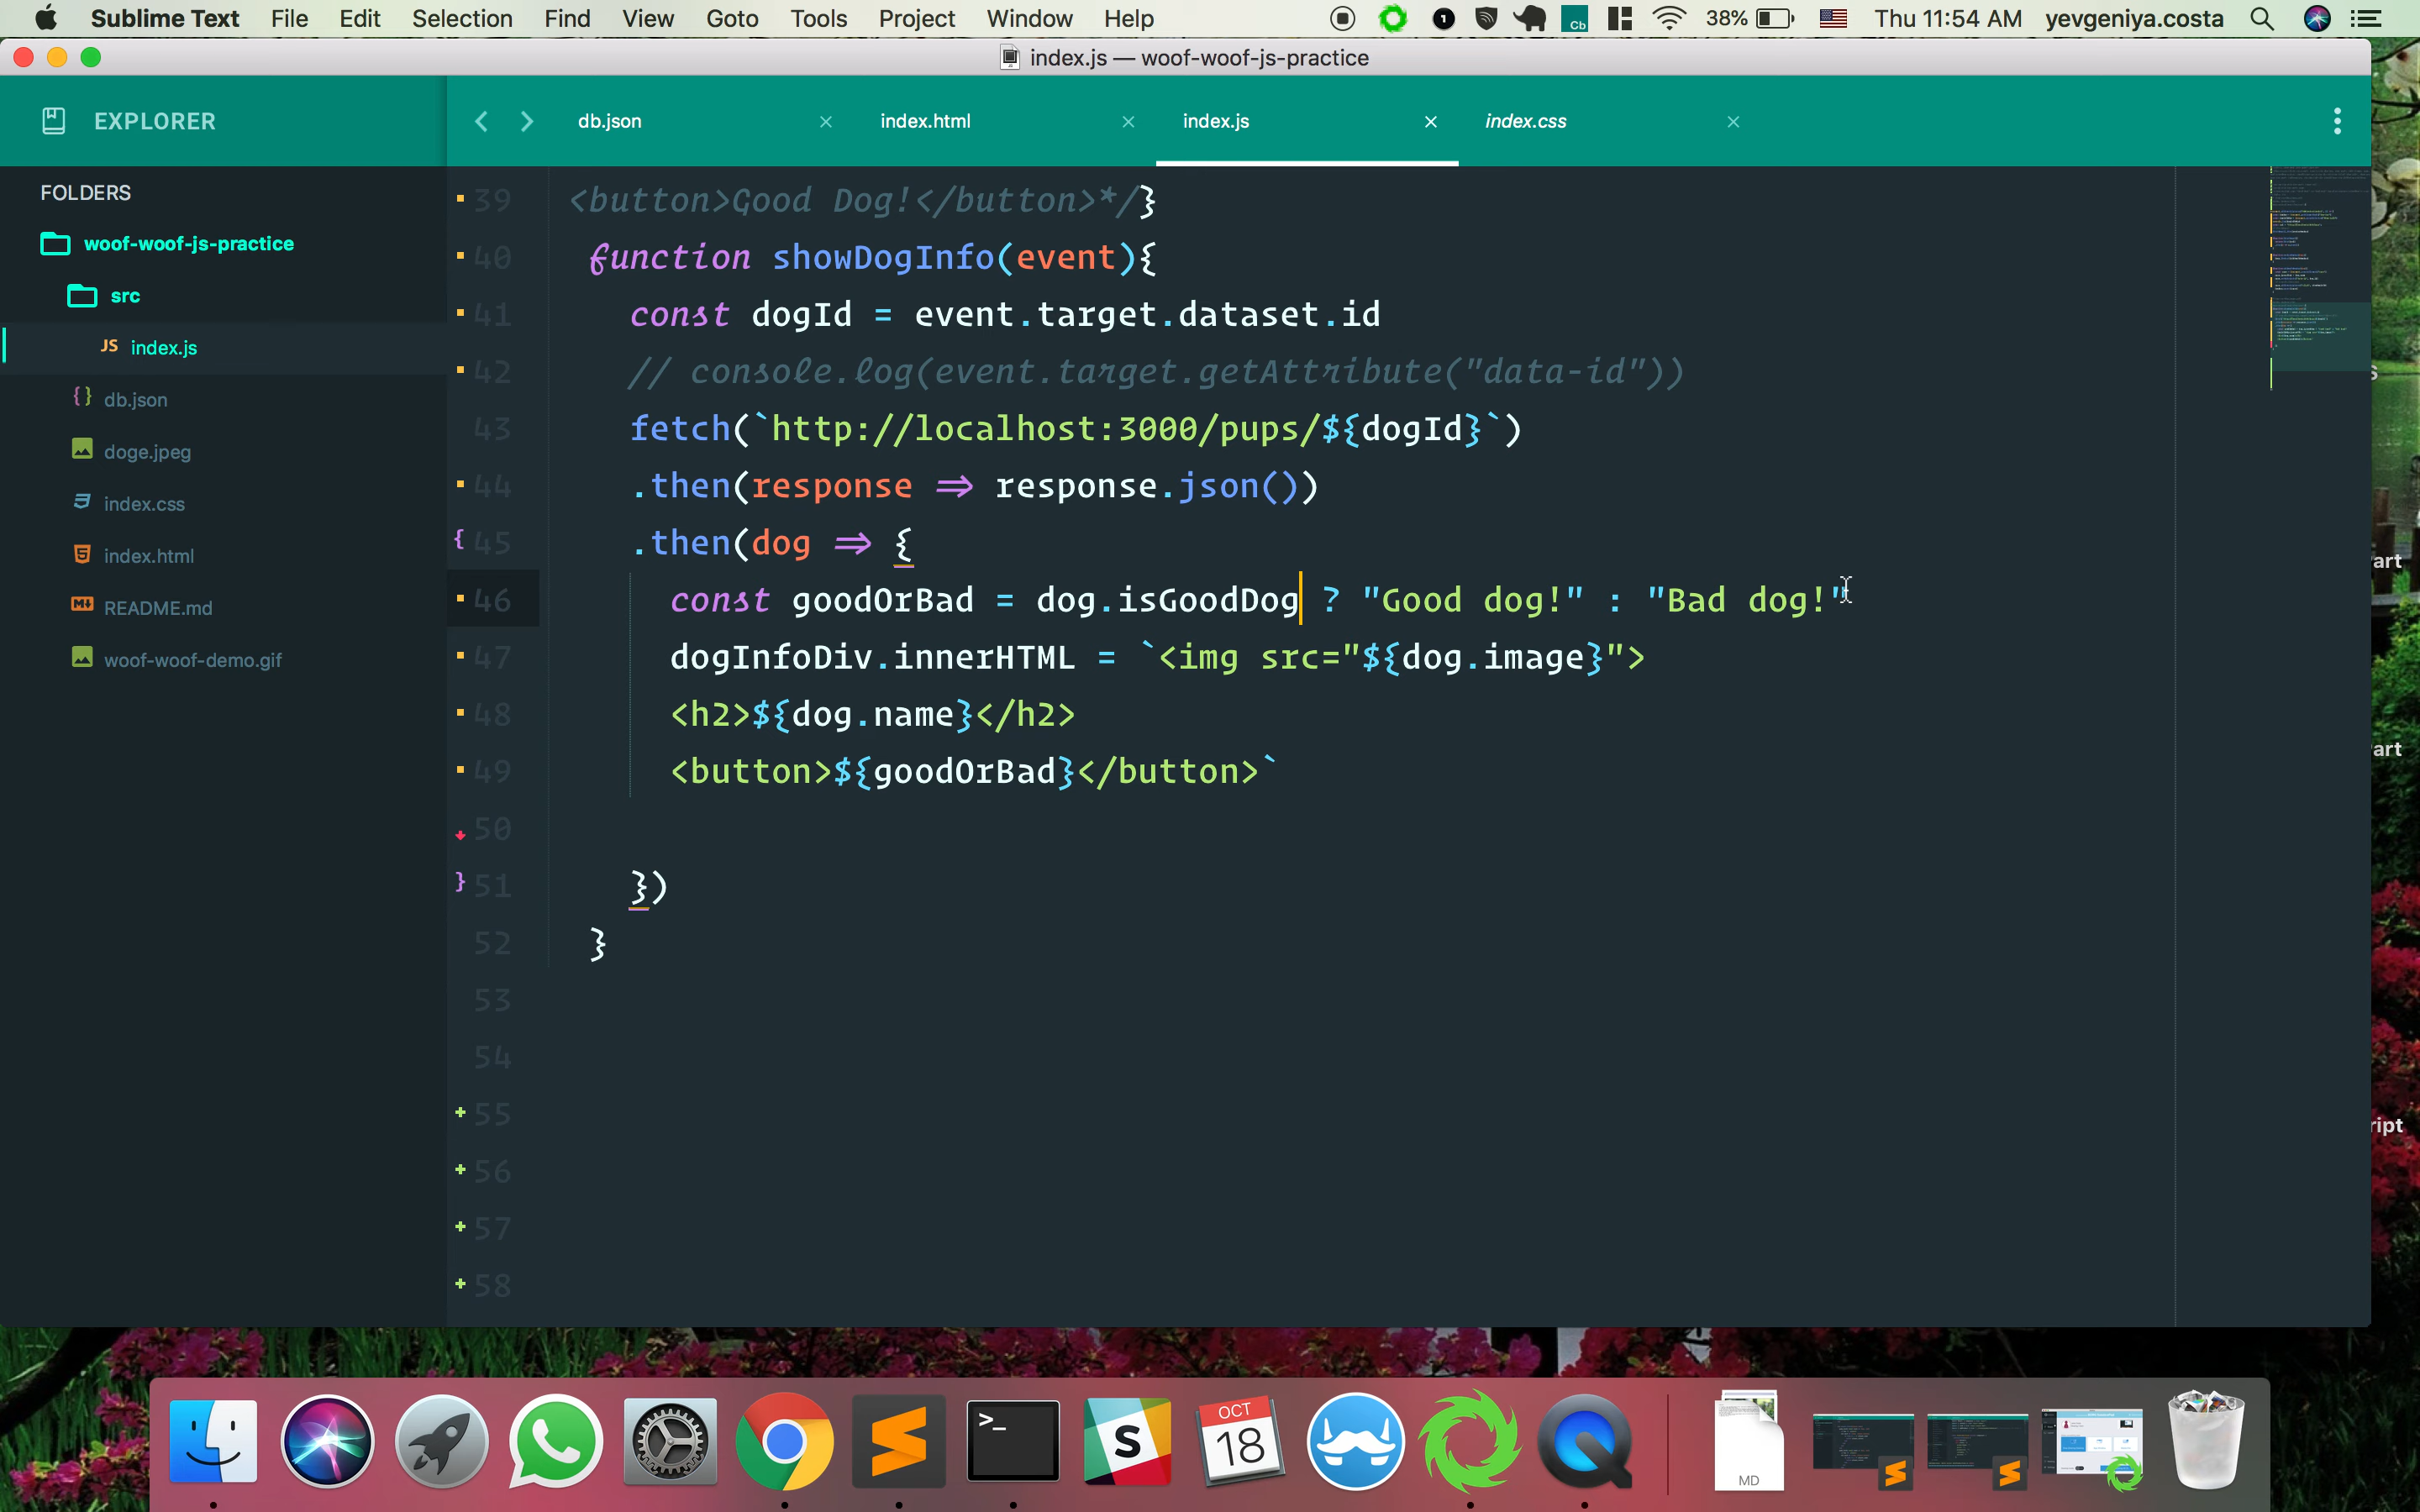 Sublime Text File Edit Selection Find View Goto Tools Project Window Help 1 Cb 38% Thu 11:54 AM yevgeniya.costa
index.js — woof-woof-js-practice
EXPLORER
db.json index.html index.js index.css
FOLDERS
woof-woof-js-practice
src
JS index.js
{} db.json
doge.jpeg
index.css
index.html
README.md
woof-woof-demo.gif
39 <button>Good Dog!</button>*/}
40 function showDogInfo(event){
41 const dogId = event.target.dataset.id
42 // console.log(event.target.getAttribute("data-id"))
43 fetch(`http://localhost:3000/pups/${dogId}`)
44 .then(response => response.json())
{ 45 .then(dog => {
46 const goodOrBad = dog.isGoodDog ? "Good dog!" : "Bad dog!"
47 dogInfoDiv.innerHTML = `<img src="${dog.image}">
48 <h2>${dog.name}</h2>
49 <button>${goodOrBad}</button>`
50
} 51 })
52 }
53
54
55
56
57
58
art
art
ript
>_
S
OCT
18
MD